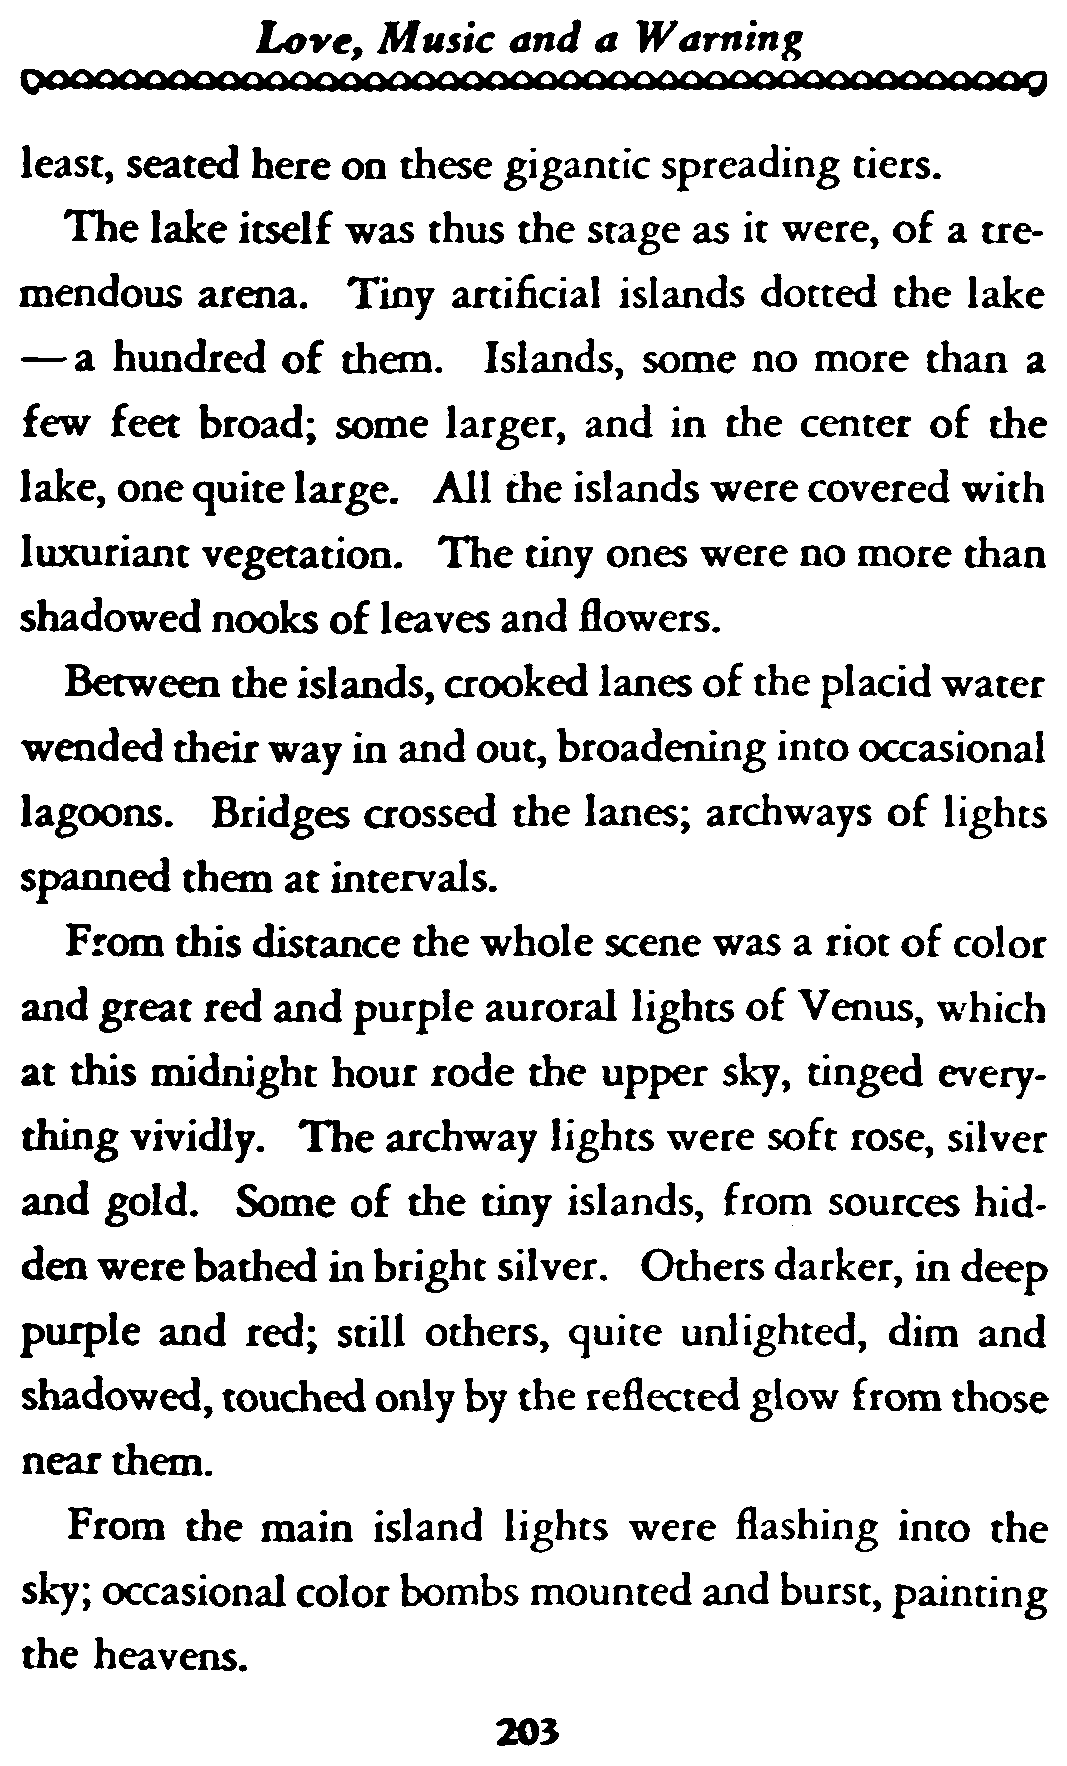 Love, Music and a Warning
least, seated here on these gigantic spreading tiers.
The lake itself was thus the stage as it were, of a tre-
mendous arena. Tiny artificial islands dotted the lake
—a hundred of them. Islands, some no more than a
few feet broad; some larger, and in the center of the
lake, one quite large. All the islands were covered with
luxuriant vegetation. The tiny ones were no more than
shadowed nooks of leaves and flowers.
Between the islands, crooked lanes of the placid water
wended their way in and out, broadening into occasional
lagoons. Bridges crossed the lanes; archways of lights
spanned them at intervals.
From this distance the whole scene was a riot of color
and great red and purple auroral lights of Venus, which
at this midnight hour rode the upper sky, tinged every-
thing vividly. The archway lights were soft rose, silver
and gold. Some of the tiny islands, from sources hid-
den were bathed in bright silver. Others darker, in deep
purple and red; still others, quite unlighted, dim and
shadowed, touched only by the reflected glow from those
near them.
From the main island lights were flashing into the
sky; occasional color bombs mounted and burst, painting
the heavens.
203